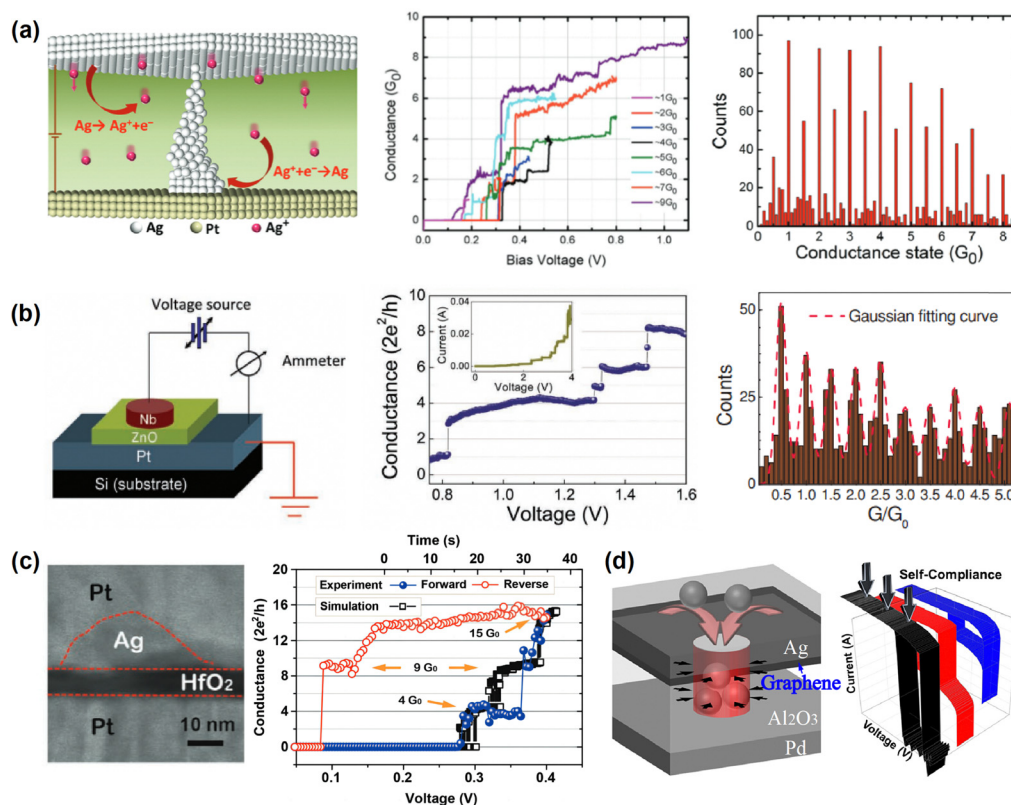 (a)
Ag→ Ag⁺+e⁻
Ag⁺+e⁻→Ag
Ag Pt Ag⁺
Conductance (G₀)
10
8
6
4
2
0
0.0 0.2 0.4 0.6 0.8 1.0
Bias Voltage (V)
~1G₀
~2G₀
~3G₀
~4G₀
~5G₀
~6G₀
~7G₀
~9G₀
Counts
100
80
60
40
20
0
0 1 2 3 4 5 6 7 8
Conductance state (G₀)
(b)
Voltage source
Ammeter
Nb
ZnO
Pt
Si (substrate)
Conductance (2e²/h)
10
8
6
4
2
0
0.8 1.0 1.2 1.4 1.6
Voltage (V)
Current (A)
0.04
0.02
0.00
0 2 4
Voltage (V)
Counts
50
25
0
Gaussian fitting curve
0.5 1.0 1.5 2.0 2.5 3.0 3.5 4.0 4.5 5.0
G/G₀
(c)
Pt
Ag
HfO₂
Pt
10 nm
Time (s)
0 10 20 30 40
Conductance (2e²/h)
20
16
12
8
4
0
Experiment Forward Reverse
Simulation
15 G₀
9 G₀
4 G₀
0.1 0.2 0.3 0.4
Voltage (V)
(d)
Ag
Graphene
Al₂O₃
Pd
Self-Compliance
Current (A)
Voltage (V)